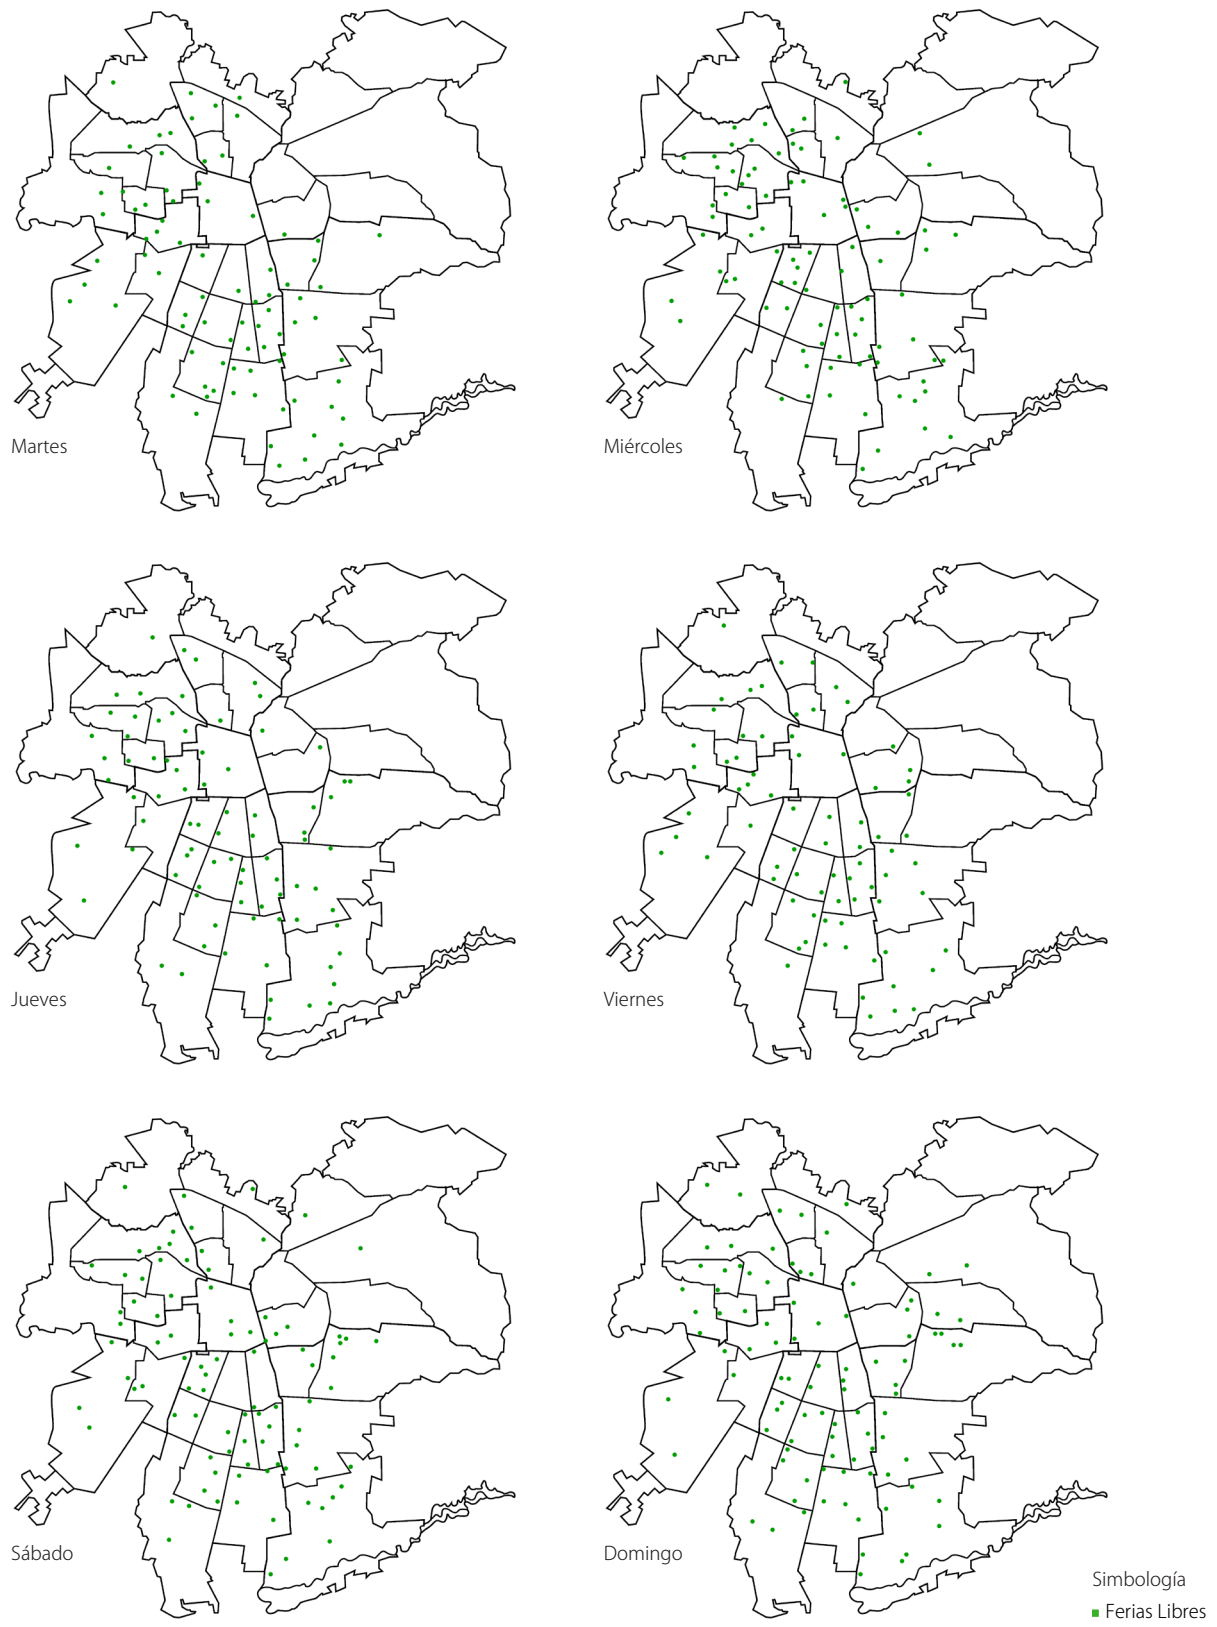 Martes
Miércoles
Jueves
Viernes
Sábado
Domingo
Simbología
Ferias Libres